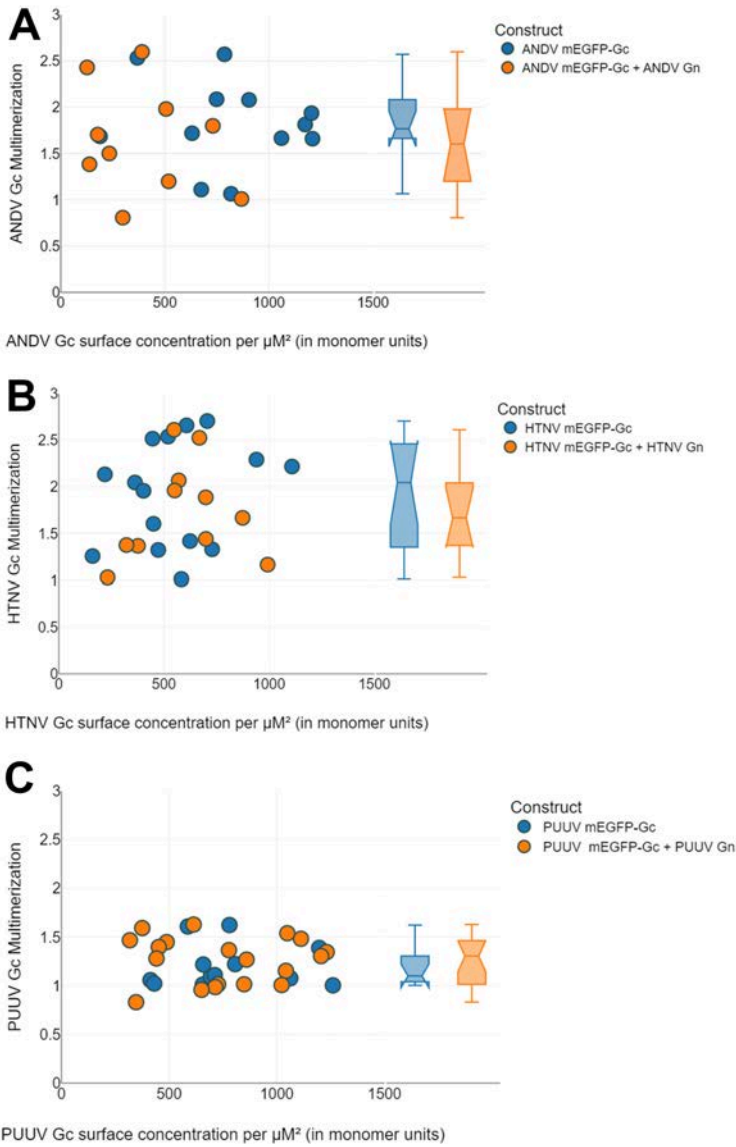 A
3
2.5
2
1.5
1
0.5
0
0
500
1000
1500
ANDV Gc Multimerization
ANDV Gc surface concentration per µM² (in monomer units)
Construct
ANDV mEGFP-Gc
ANDV mEGFP-Gc + ANDV Gn
B
3
2.5
2
1.5
1
0.5
0
0
500
1000
1500
HTNV Gc Multimerization
HTNV Gc surface concentration per µM² (in monomer units)
Construct
HTNV mEGFP-Gc
HTNV mEGFP-Gc + HTNV Gn
C
3
2.5
2
1.5
1
0.5
0
0
500
1000
1500
PUUV Gc Multimerization
PUUV Gc surface concentration per µM² (in monomer units)
Construct
PUUV mEGFP-Gc
PUUV mEGFP-Gc + PUUV Gn